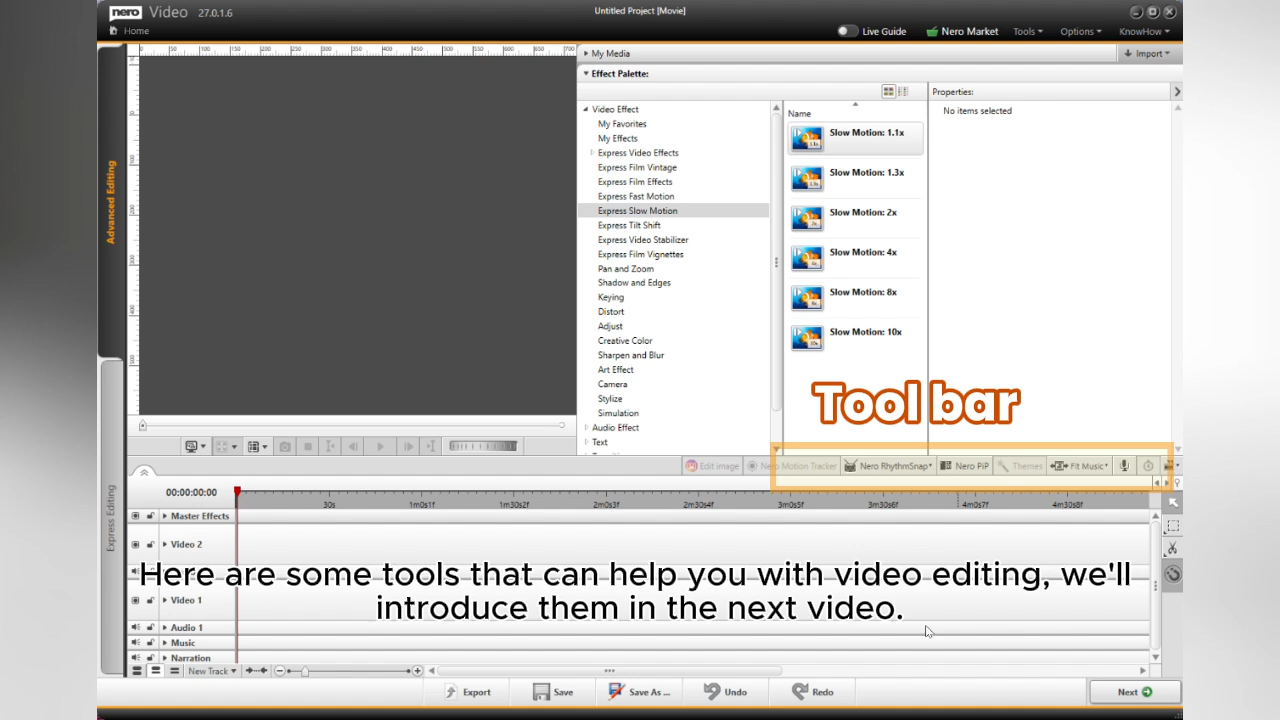 nero Video 27.0.1.6
Untitled Project [Movie]
Home
Live Guide
Nero Market
Tools
Options
KnowHow
My Media
Import
Effect Palette:
Properties:
No items selected
Video Effect
My Favorites
My Effects
Express Video Effects
Express Film Vintage
Express Film Effects
Express Fast Motion
Express Slow Motion
Express Tilt Shift
Express Video Stabilizer
Express Film Vignettes
Pan and Zoom
Shadow and Edges
Keying
Distort
Adjust
Creative Color
Sharpen and Blur
Art Effect
Camera
Stylize
Simulation
Audio Effect
Text
Name
Slow Motion: 1.1x
Slow Motion: 1.3x
Slow Motion: 2x
Slow Motion: 4x
Slow Motion: 8x
Slow Motion: 10x
Tool bar
Advanced Editing
Express Editing
Edit image
Nero Motion Tracker
Nero RhythmSnap
Nero PiP
Themes
Fit Music
00:00:00:00
30s 1m0s1f 1m30s2f 2m0s3f 2m30s4f 3m0s5f 3m30s6f 4m0s7f 4m30s8f
Master Effects
Video 2
Video 1
Audio 1
Music
Narration
Here are some tools that can help you with video editing, we'll
introduce them in the next video.
New Track
Export
Save
Save As ...
Undo
Redo
Next